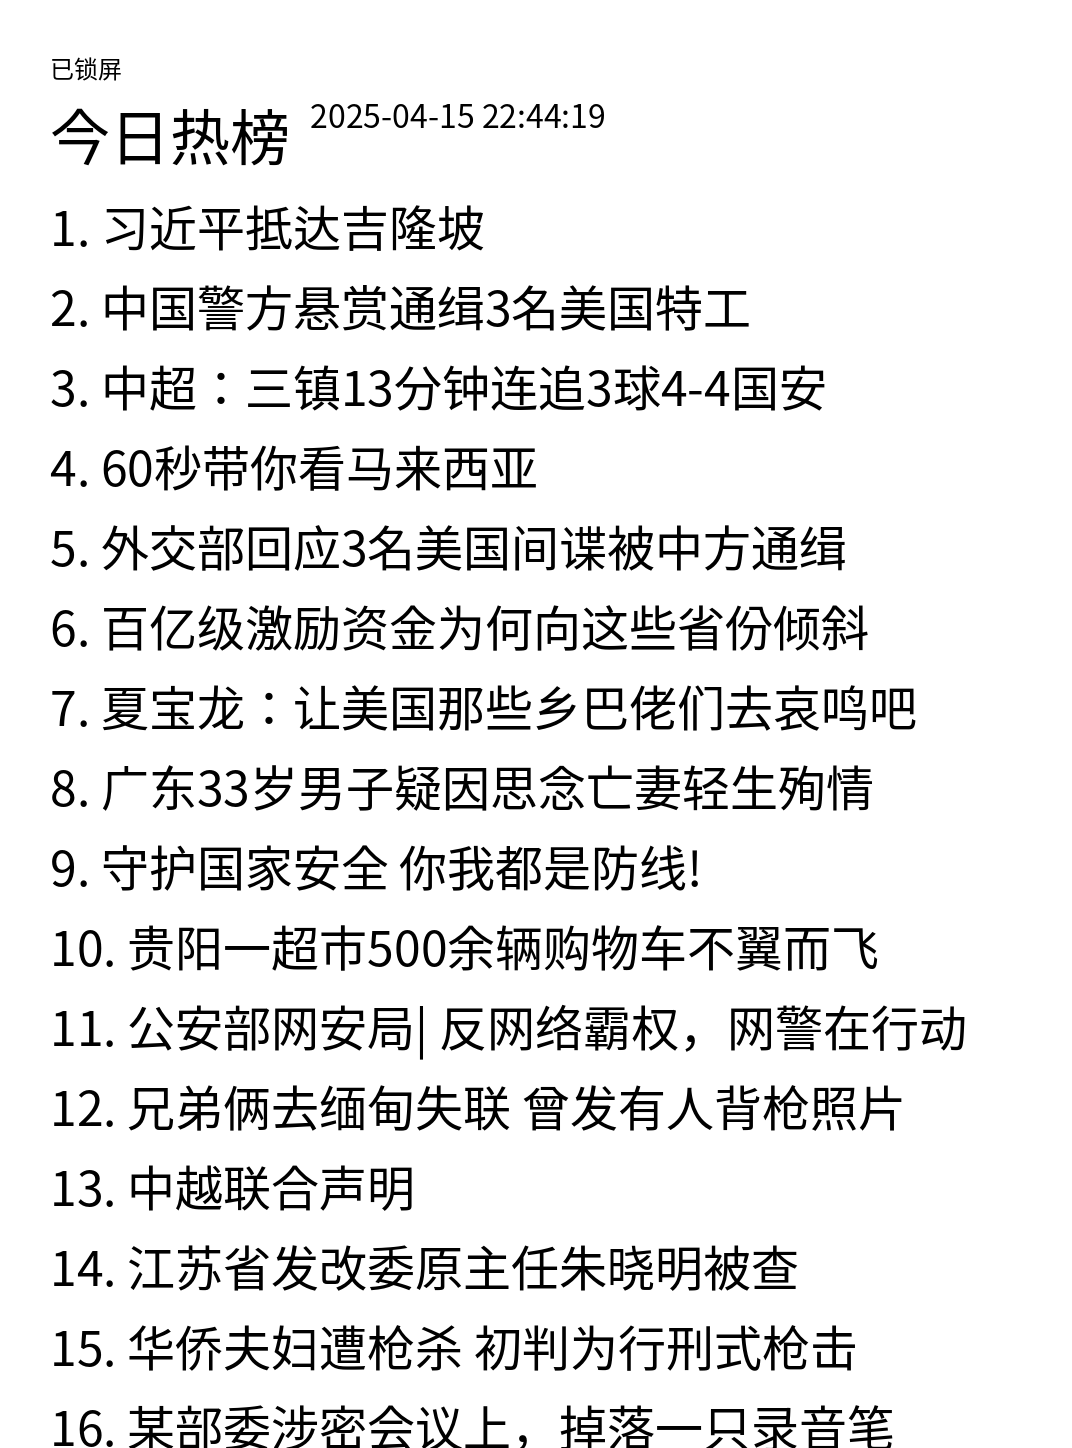 已锁屏
今日热榜 2025-04-15 22:44:19
1. 习近平抵达吉隆坡
2. 中国警方悬赏通缉3名美国特工
3. 中超：三镇13分钟连追3球4-4国安
4. 60秒带你看马来西亚
5. 外交部回应3名美国间谍被中方通缉
6. 百亿级激励资金为何向这些省份倾斜
7. 夏宝龙：让美国那些乡巴佬们去哀鸣吧
8. 广东33岁男子疑因思念亡妻轻生殉情
9. 守护国家安全 你我都是防线!
10. 贵阳一超市500余辆购物车不翼而飞
11. 公安部网安局| 反网络霸权，网警在行动
12. 兄弟俩去缅甸失联 曾发有人背枪照片
13. 中越联合声明
14. 江苏省发改委原主任朱晓明被查
15. 华侨夫妇遭枪杀 初判为行刑式枪击
16. 某部委涉密会议上，掉落一只录音笔